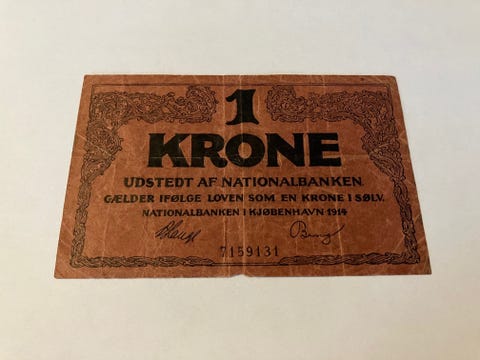 1
KRONE
UDSTEDT AF NATIONALBANKEN.
GÆLDER IFØLGE LOVEN SOM EN KRONE I SØLV.
NATIONALBANKEN I KJØBENHAVN 1914
7159131